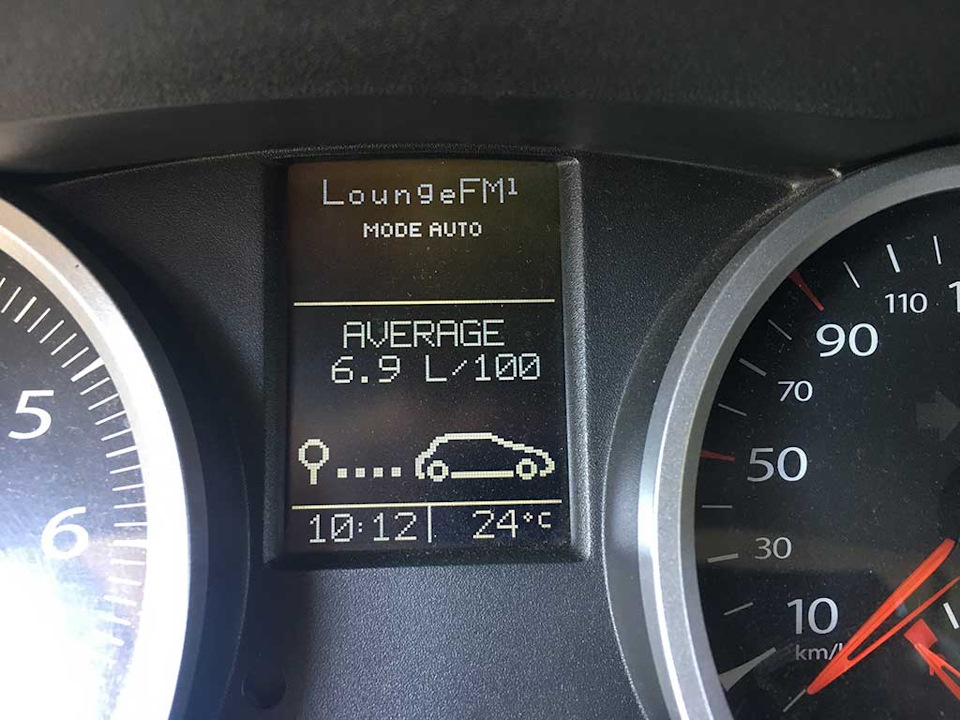 LoungeFM¹
MODE AUTO
AVERAGE
6.9 L/100
10:12 24°C
5
6
110
90
70
50
30
10
km/h